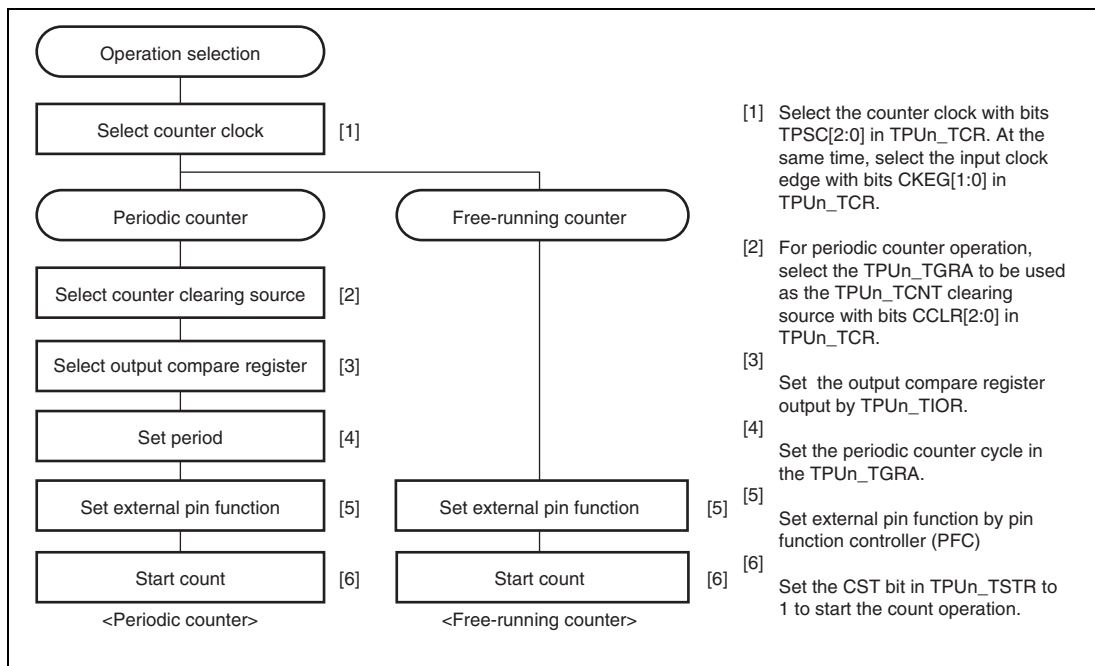 Operation selection
Select counter clock [1]
Periodic counter
Free-running counter
Select counter clearing source [2]
Select output compare register [3]
Set period [4]
Set external pin function [5]
Set external pin function [5]
Start count [6]
Start count [6]
<Periodic counter>
<Free-running counter>
[1] Select the counter clock with bits
TPSC[2:0] in TPUn_TCR. At the
same time, select the input clock
edge with bits CKEG[1:0] in
TPUn_TCR.
[2] For periodic counter operation,
select the TPUn_TGRA to be used
as the TPUn_TCNT clearing
source with bits CCLR[2:0] in
TPUn_TCR.
[3]
Set the output compare register
output by TPUn_TIOR.
[4]
Set the periodic counter cycle in
the TPUn_TGRA.
[5]
Set external pin function by pin
function controller (PFC)
[6]
Set the CST bit in TPUn_TSTR to
1 to start the count operation.